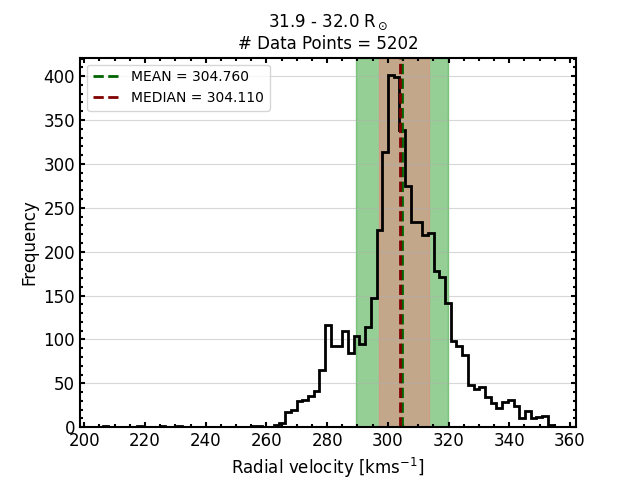 31.9 - 32.0 R⊙
# Data Points = 5202
MEAN = 304.760
MEDIAN = 304.110
400
350
300
250
200
150
100
50
0
Frequency
200 220 240 260 280 300 320 340 360
Radial velocity [kms⁻¹]